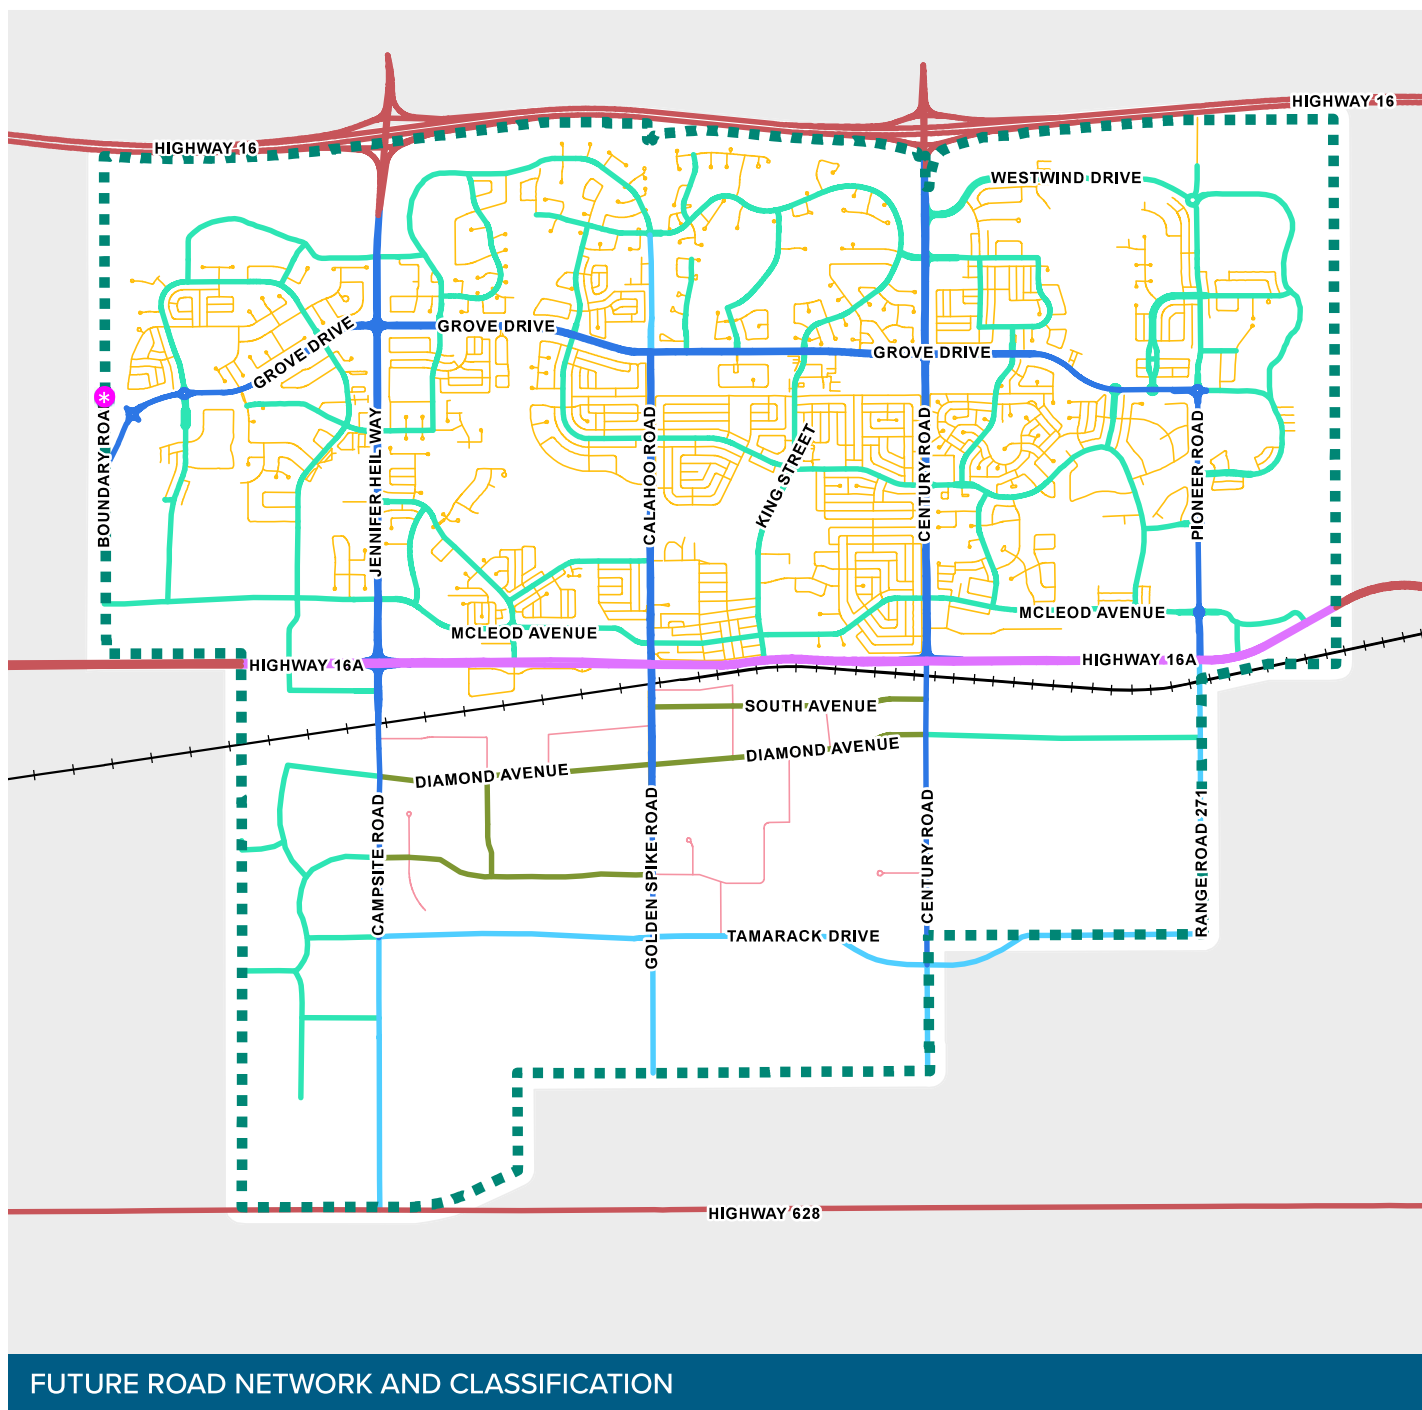 HIGHWAY 16
HIGHWAY 16
WESTWIND DRIVE
GROVE DRIVE
GROVE DRIVE
GROVE DRIVE
BOUNDARY ROA
JENNIFER HEIL WAY
CALAHOO ROAD
KING STREET
CENTURY ROAD
PIONEER ROAD
MCLEOD AVENUE
MCLEOD AVENUE
HIGHWAY 16A
HIGHWAY 16A
SOUTH AVENUE
DIAMOND AVENUE
DIAMOND AVENUE
CAMPSITE ROAD
GOLDEN SPIKE ROAD
CENTURY ROAD
RANGE ROAD 271
TAMARACK DRIVE
HIGHWAY 628
FUTURE ROAD NETWORK AND CLASSIFICATION